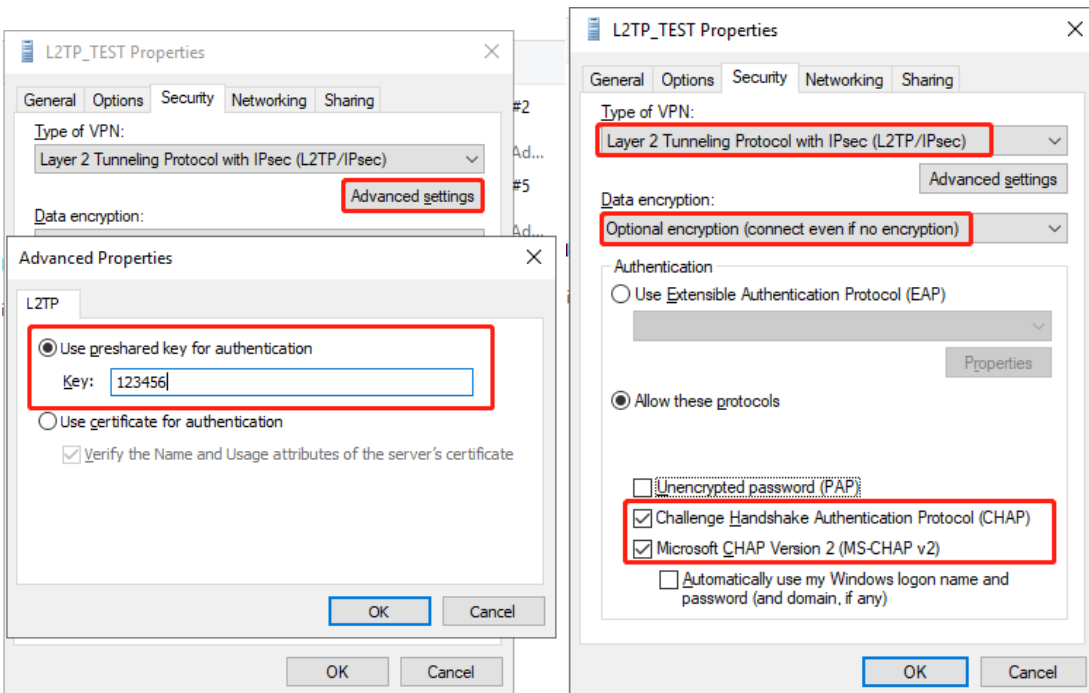 L2TP_TEST Properties
General Options Security Networking Sharing
Type of VPN:
Layer 2 Tunneling Protocol with IPsec (L2TP/IPsec)
Advanced settings
Data encryption:
#2
Ad...
#5
Ad...
Advanced Properties
L2TP
Use preshared key for authentication
Key: 123456
Use certificate for authentication
Verify the Name and Usage attributes of the server's certificate
OK Cancel
OK Cancel
L2TP_TEST Properties
General Options Security Networking Sharing
Type of VPN:
Layer 2 Tunneling Protocol with IPsec (L2TP/IPsec)
Advanced settings
Data encryption:
Optional encryption (connect even if no encryption)
Authentication
Use Extensible Authentication Protocol (EAP)
Properties
Allow these protocols
Unencrypted password (PAP)
Challenge Handshake Authentication Protocol (CHAP)
Microsoft CHAP Version 2 (MS-CHAP v2)
Automatically use my Windows logon name and
password (and domain, if any)
OK Cancel